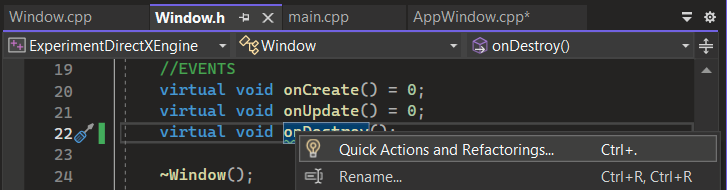 Window.cpp Window.h main.cpp AppWindow.cpp*
ExperimentDirectXEngine Window onDestroy()
19 //EVENTS
20 virtual void onCreate() = 0;
21 virtual void onUpdate() = 0;
22 virtual void onDestroy();
23 Quick Actions and Refactorings... Ctrl+.
24 ~Window(); Rename... Ctrl+R, Ctrl+R